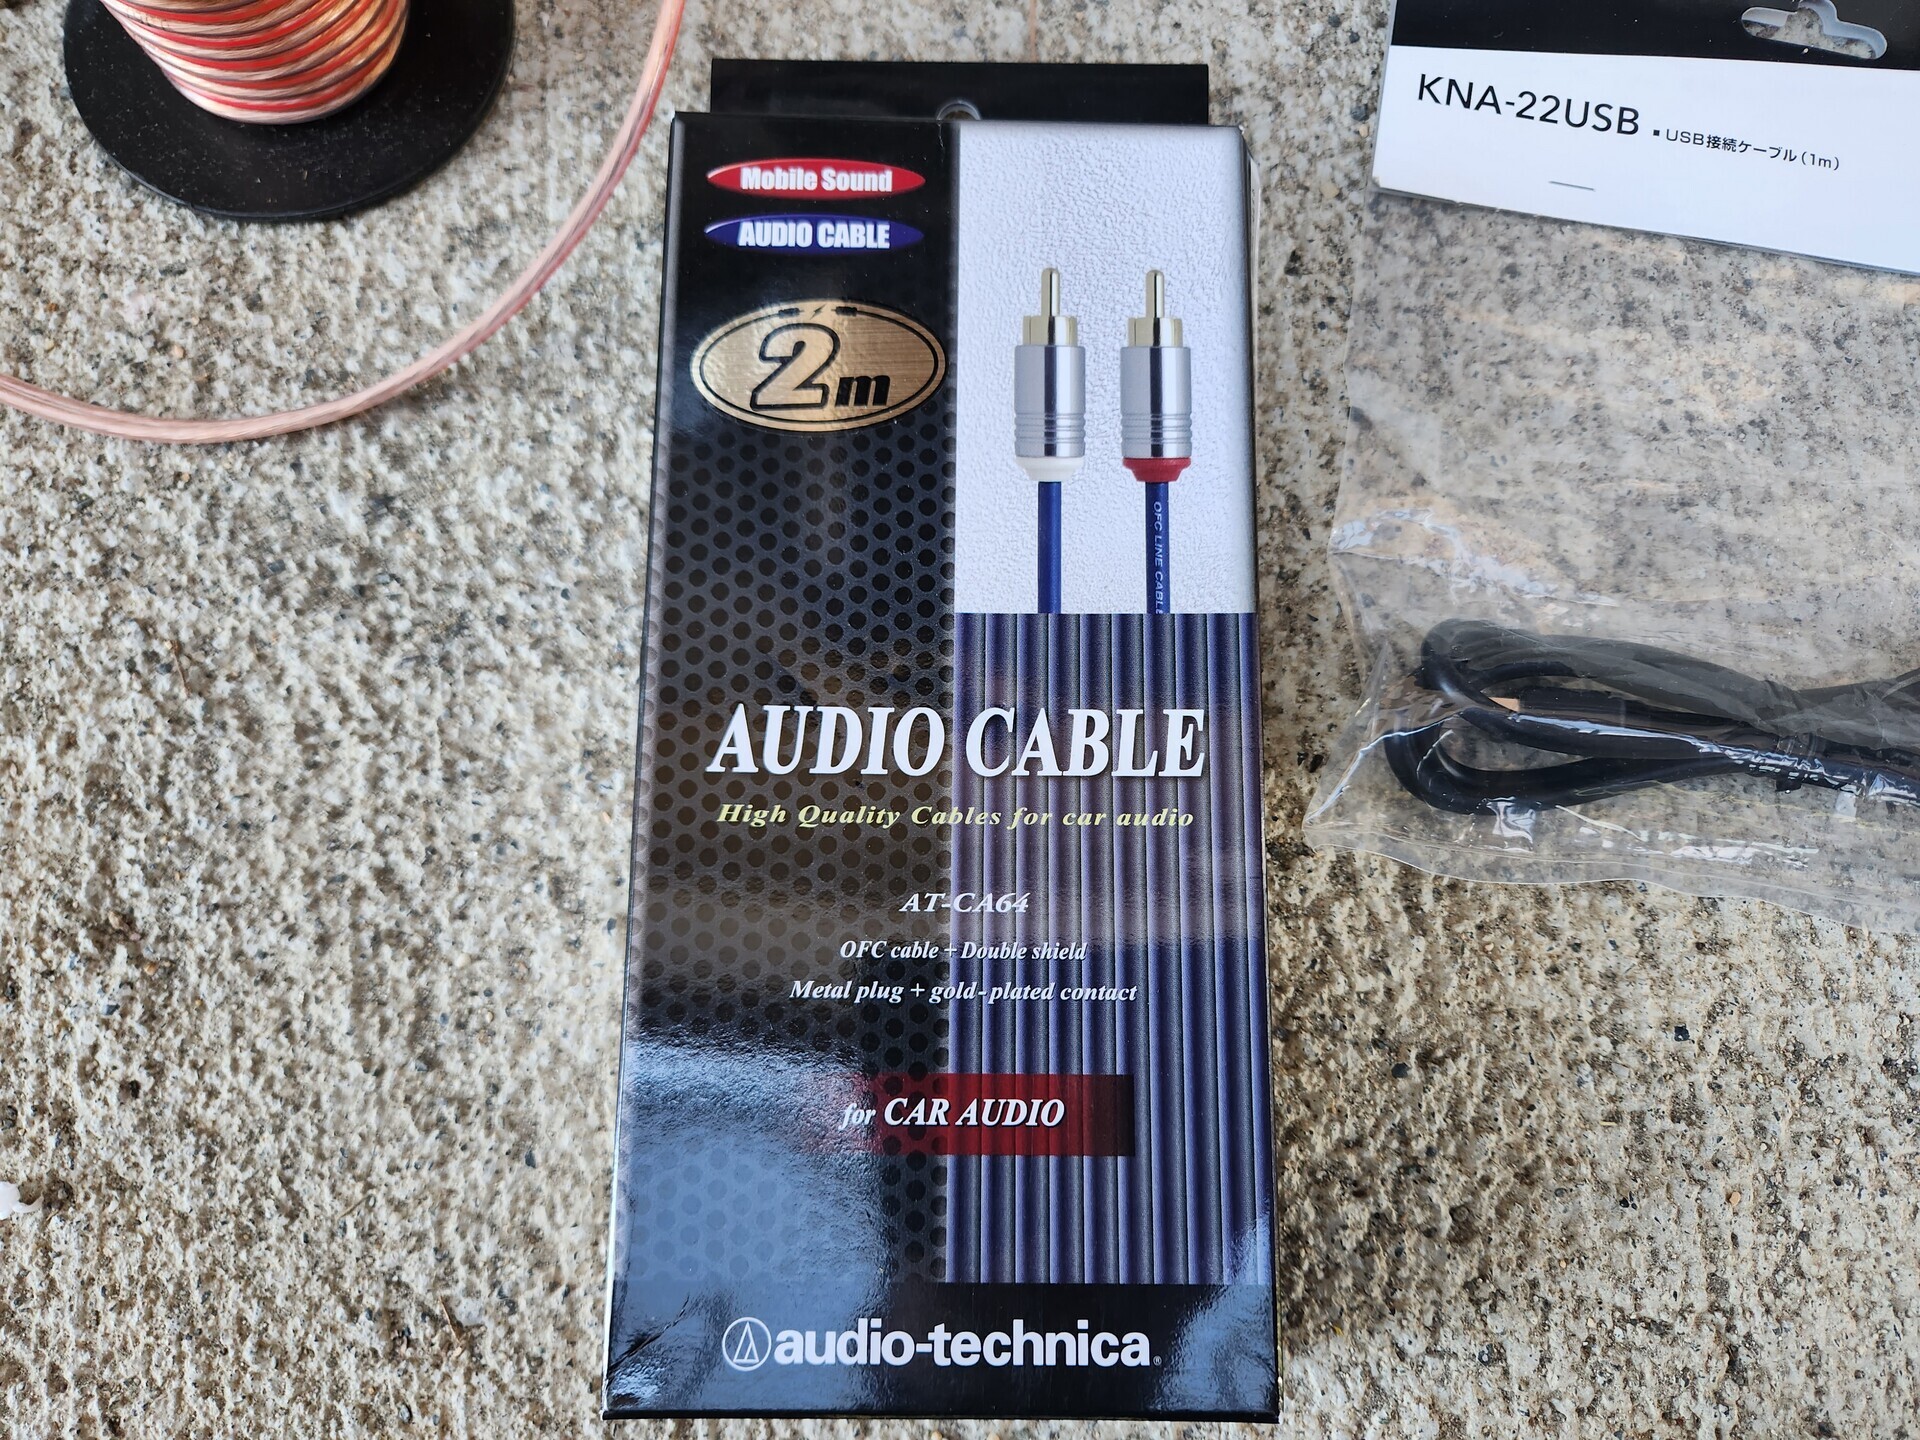 Mobile Sound
AUDIO CABLE
2m
OFC LINE CABLE
AUDIO CABLE
High Quality Cables for car audio
AT-CA64
OFC cable + Double shield
Metal plug + gold-plated contact
for CAR AUDIO
audio-technica®
KNA-22USB ▪USB接続ケーブル(1m)